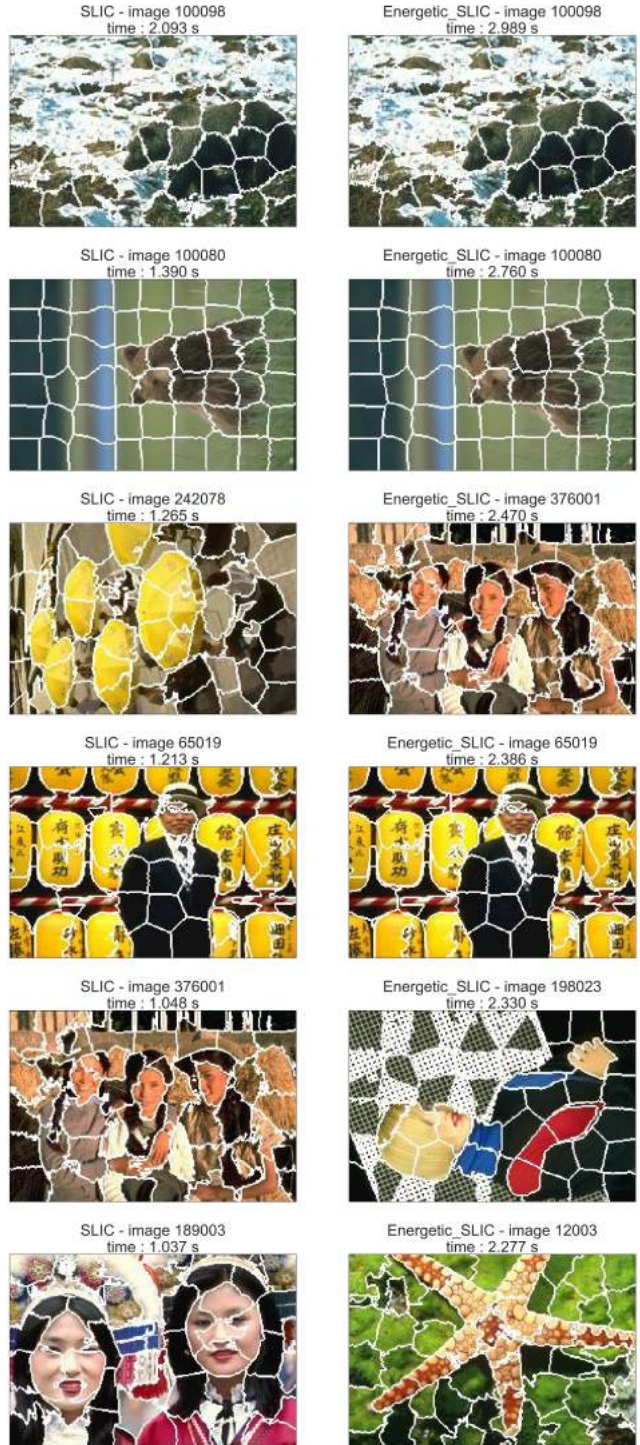 SLIC - image 100098
time : 2.093 s
Energetic_SLIC - image 100098
time : 2.989 s
SLIC - image 100080
time : 1.390 s
Energetic_SLIC - image 100080
time : 2.760 s
SLIC - image 242078
time : 1.265 s
Energetic_SLIC - image 376001
time : 2.470 s
SLIC - image 65019
time : 1.213 s
Energetic_SLIC - image 65019
time : 2.386 s
SLIC - image 376001
time : 1.048 s
Energetic_SLIC - image 198023
time : 2.330 s
SLIC - image 189003
time : 1.037 s
Energetic_SLIC - image 12003
time : 2.277 s